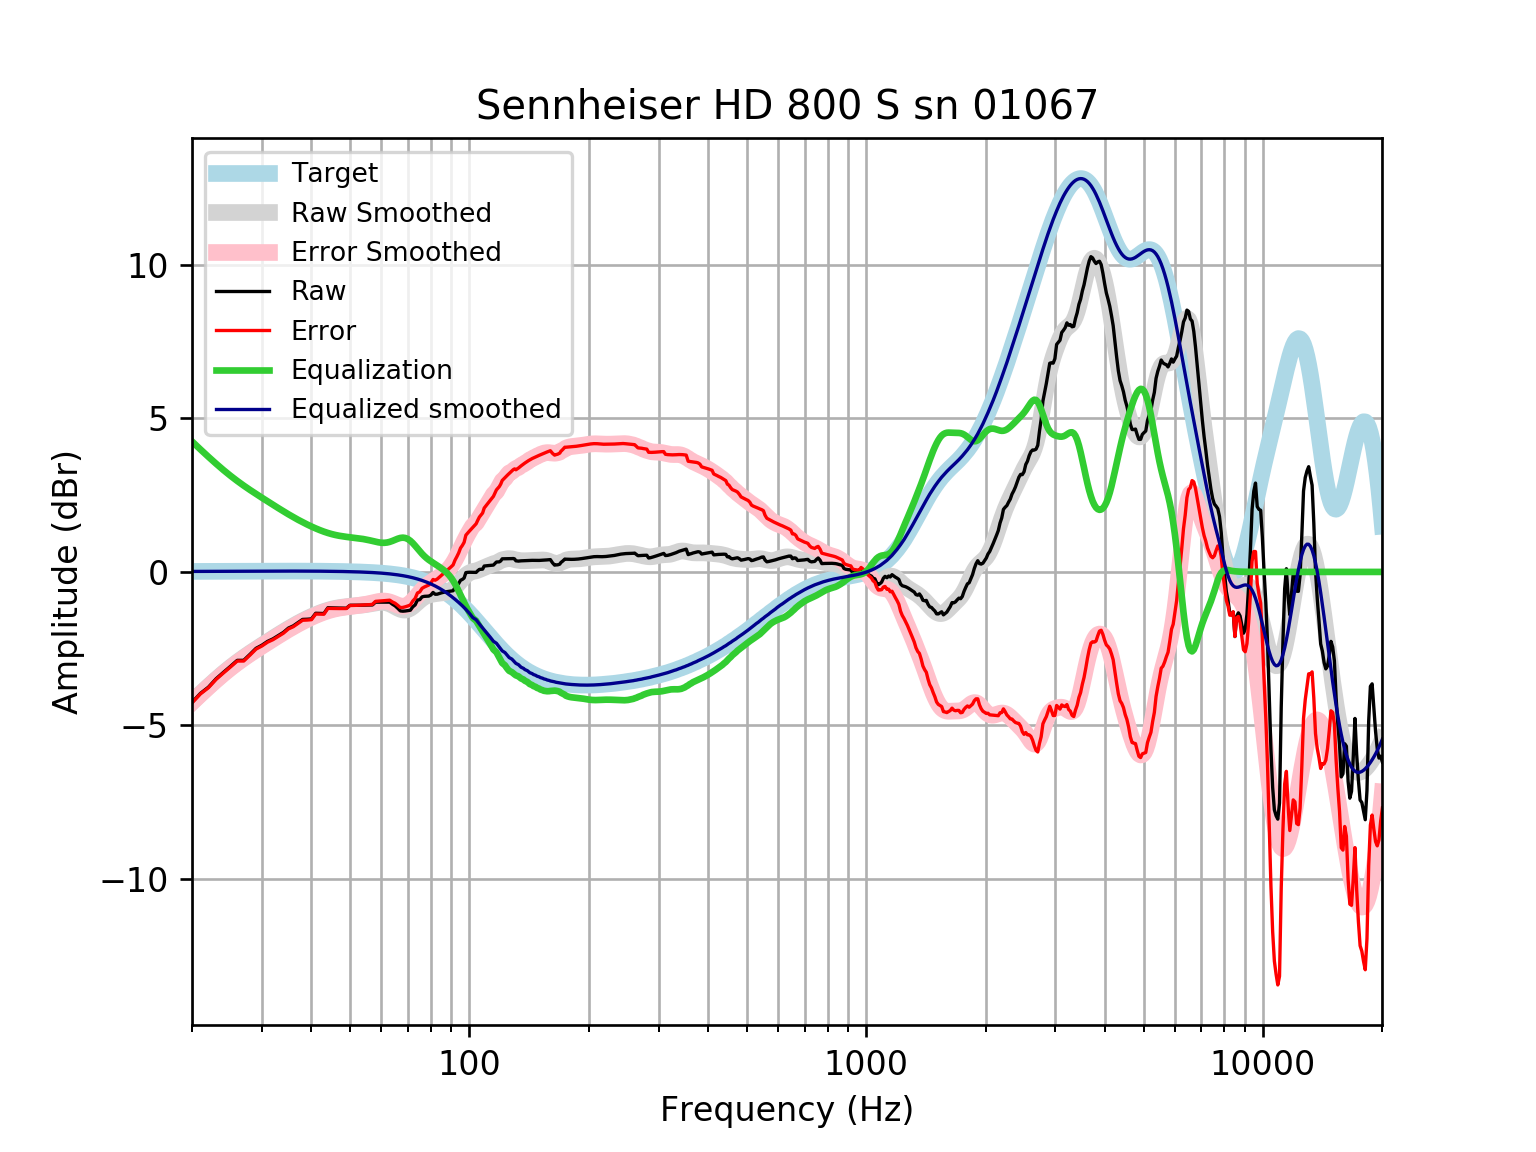 Sennheiser HD 800 S sn 01067
Target
Raw Smoothed
Error Smoothed
Raw
Error
Equalization
Equalized smoothed
10
5
0
−5
−10
Amplitude (dBr)
100
1000
10000
Frequency (Hz)